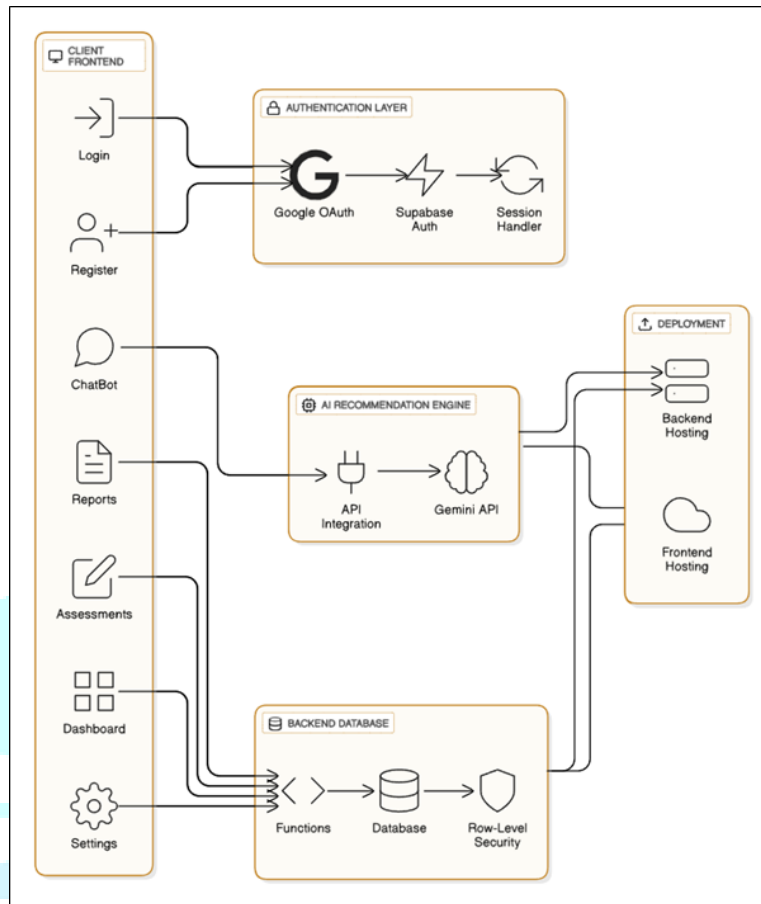 CLIENT
FRONTEND
Login
Register
ChatBot
Reports
Assessments
Dashboard
Settings
AUTHENTICATION LAYER
Google OAuth
Supabase
Auth
Session
Handler
AI RECOMMENDATION ENGINE
API
Integration
Gemini API
BACKEND DATABASE
Functions
Database
Row-Level
Security
DEPLOYMENT
Backend
Hosting
Frontend
Hosting